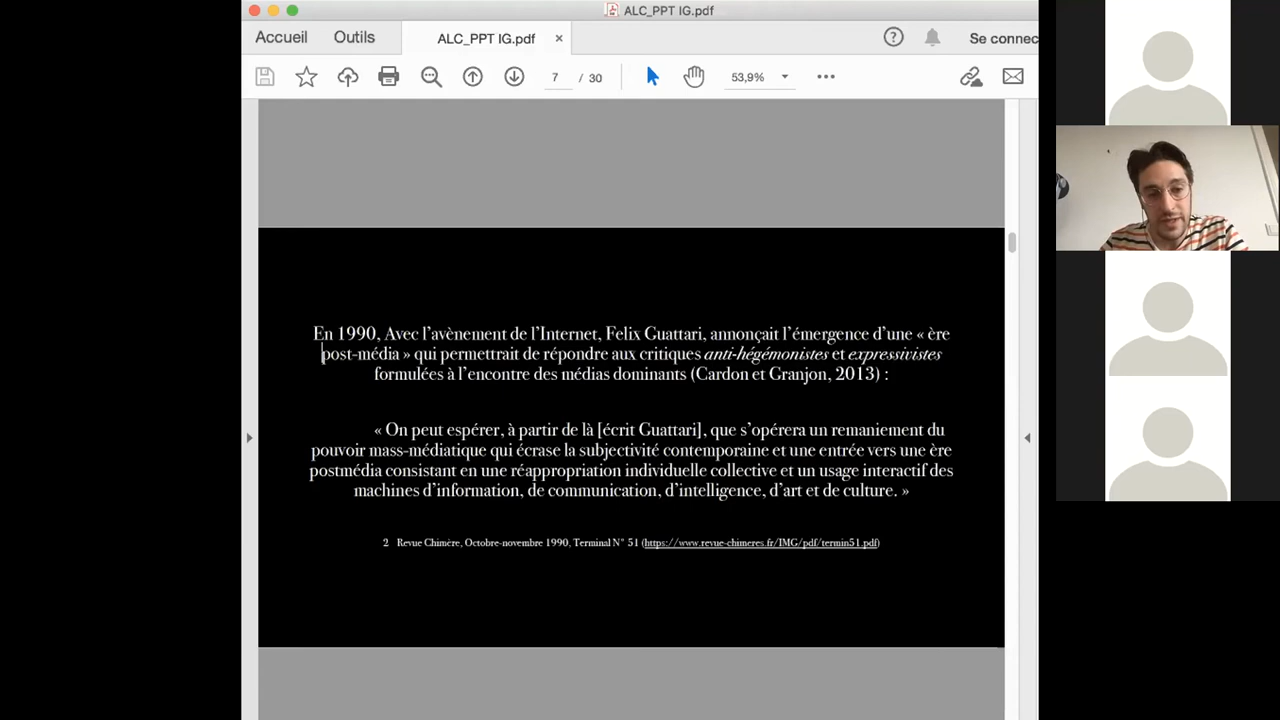 ALC_PPT IG.pdf
Accueil Outils ALC_PPT IG.pdf × Se connec
7 / 30 53,9%
En 1990, Avec l’avènement de l’Internet, Felix Guattari, annonçait l’émergence d’une « ère
post-média » qui permettrait de répondre aux critiques anti-hégémonistes et expressivistes
formulées à l’encontre des médias dominants (Cardon et Granjon, 2013) :
« On peut espérer, à partir de là [écrit Guattari], que s’opérera un remaniement du
pouvoir mass-médiatique qui écrase la subjectivité contemporaine et une entrée vers une ère
postmédia consistant en une réappropriation individuelle collective et un usage interactif des
machines d’information, de communication, d’intelligence, d’art et de culture. »
2 Revue Chimère, Octobre-novembre 1990, Terminal N° 51 (https://www.revue-chimeres.fr/IMG/pdf/termin51.pdf)